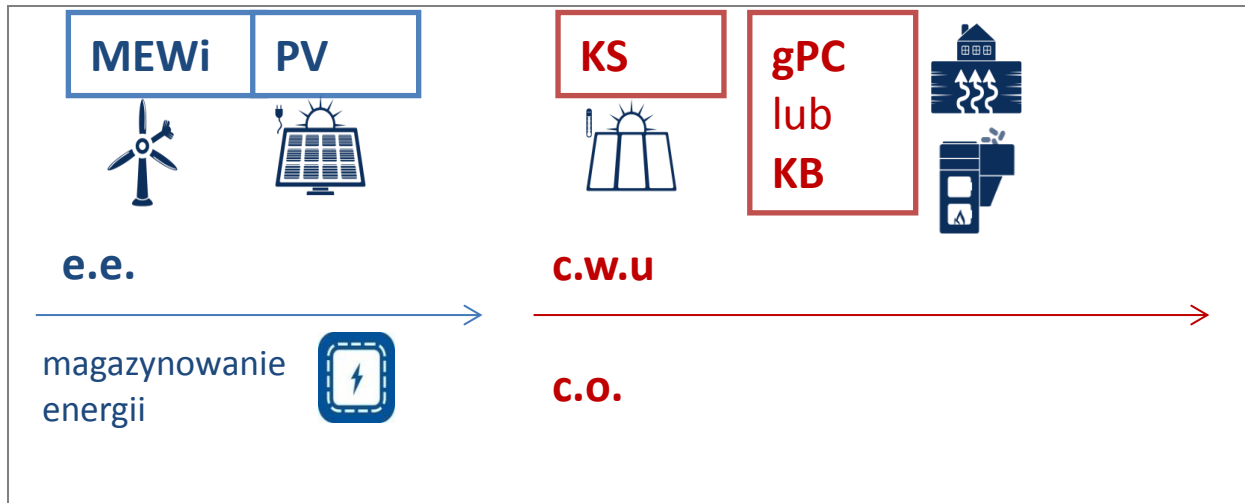 MEWi
PV
KS
gPC
lub
KB
e.e.
c.w.u
magazynowanie
energii
c.o.